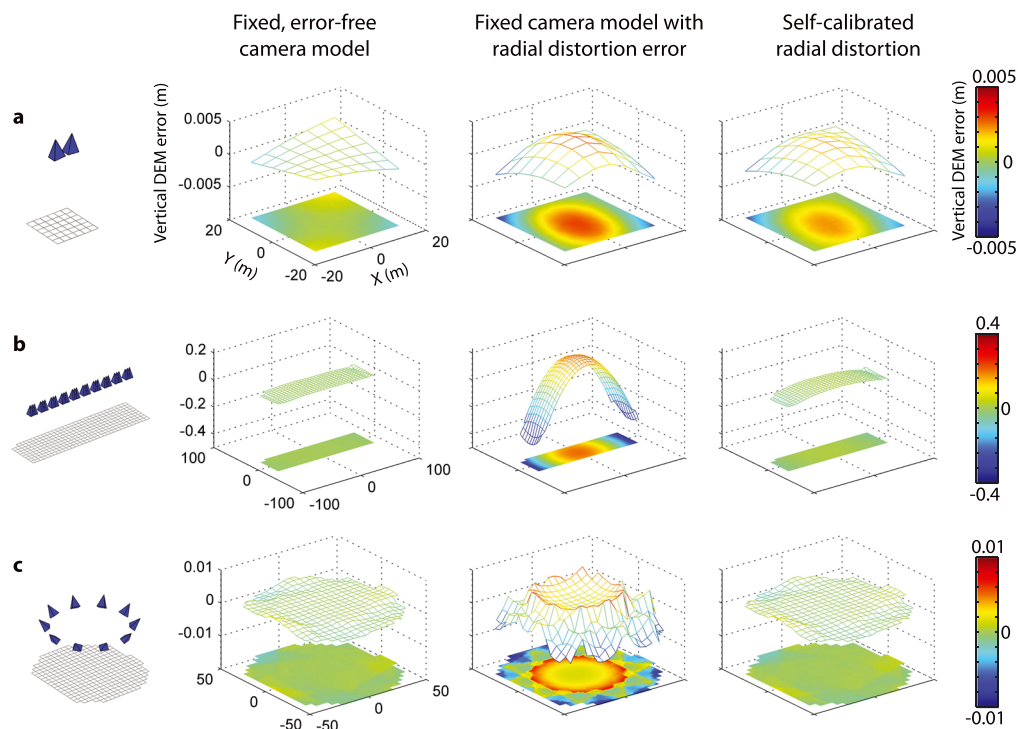 Fixed, error-free
camera model
Fixed camera model with
radial distortion error
Self-calibrated
radial distortion
a
Vertical DEM error (m)
0.005
0
-0.005
20
0
-20
Y (m)
-20
0
20
X (m)
0.005
0
-0.005
Vertical DEM error (m)
b
0.2
0
-0.2
-0.4
100
0
-100
-100
0
100
0.4
0
-0.4
c
0.01
0
-0.01
50
0
-50
-50
0
50
0.01
0
-0.01